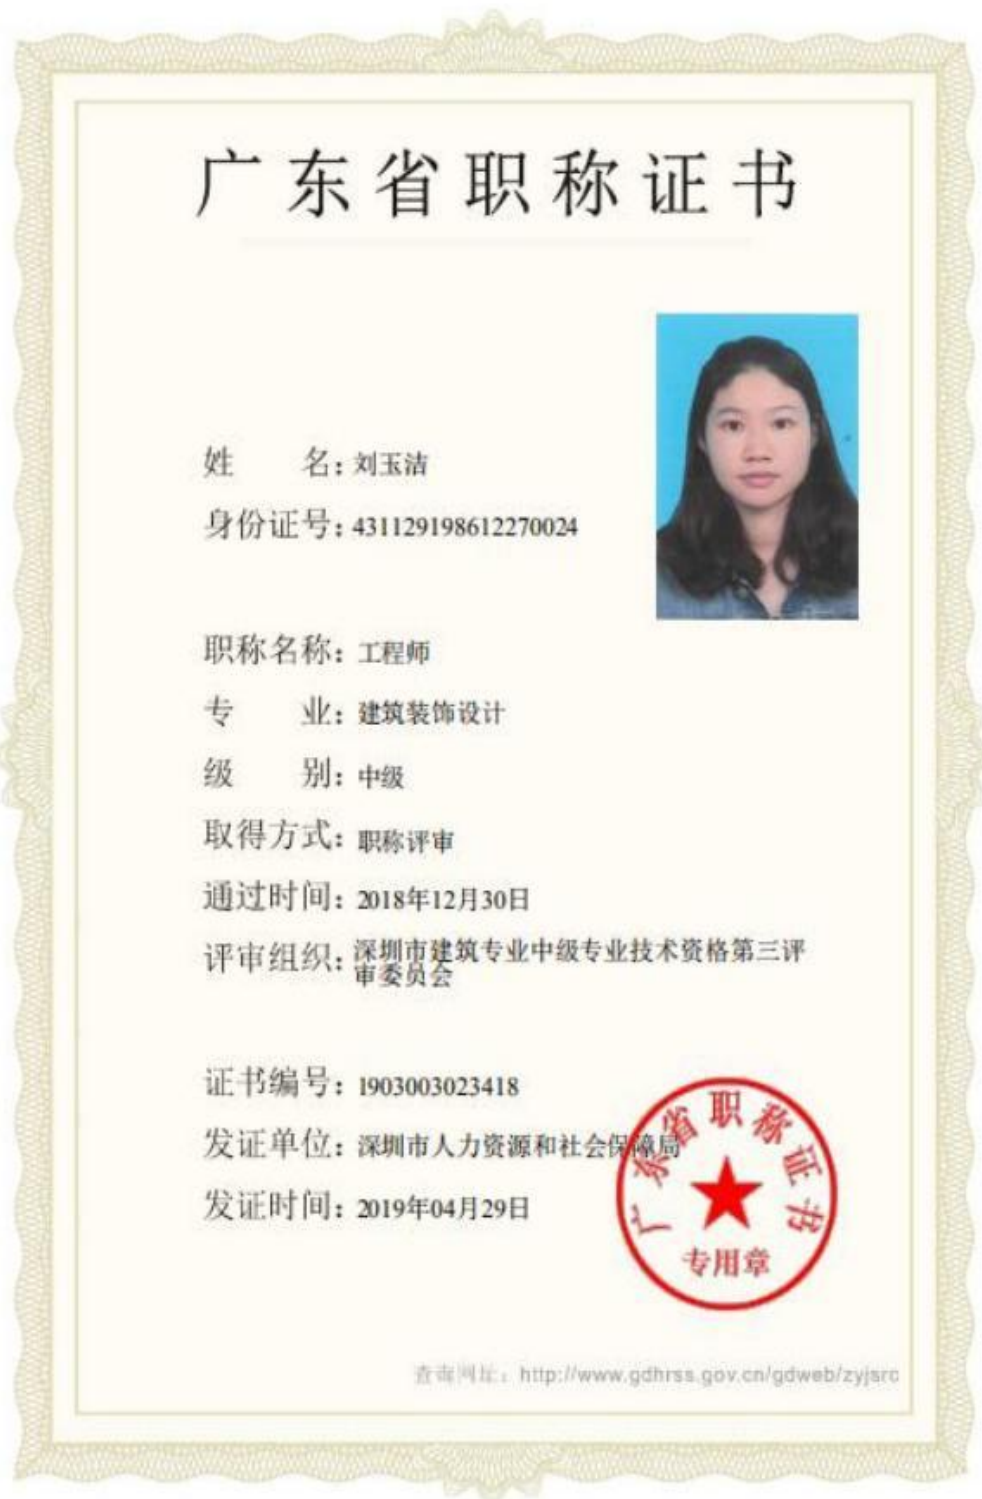 广东省职称证书
姓 名：刘玉洁
身份证号：431129198612270024
职称名称：工程师
专 业：建筑装饰设计
级 别：中级
取得方式：职称评审
通过时间：2018年12月30日
评审组织：深圳市建筑专业中级专业技术资格第三评
审委员会
证书编号：1903003023418
发证单位：深圳市人力资源和社会保障局
发证时间：2019年04月29日
广东省职称证书
专用章
查询网址：http://www.gdhrss.gov.cn/gdweb/zyjsrc